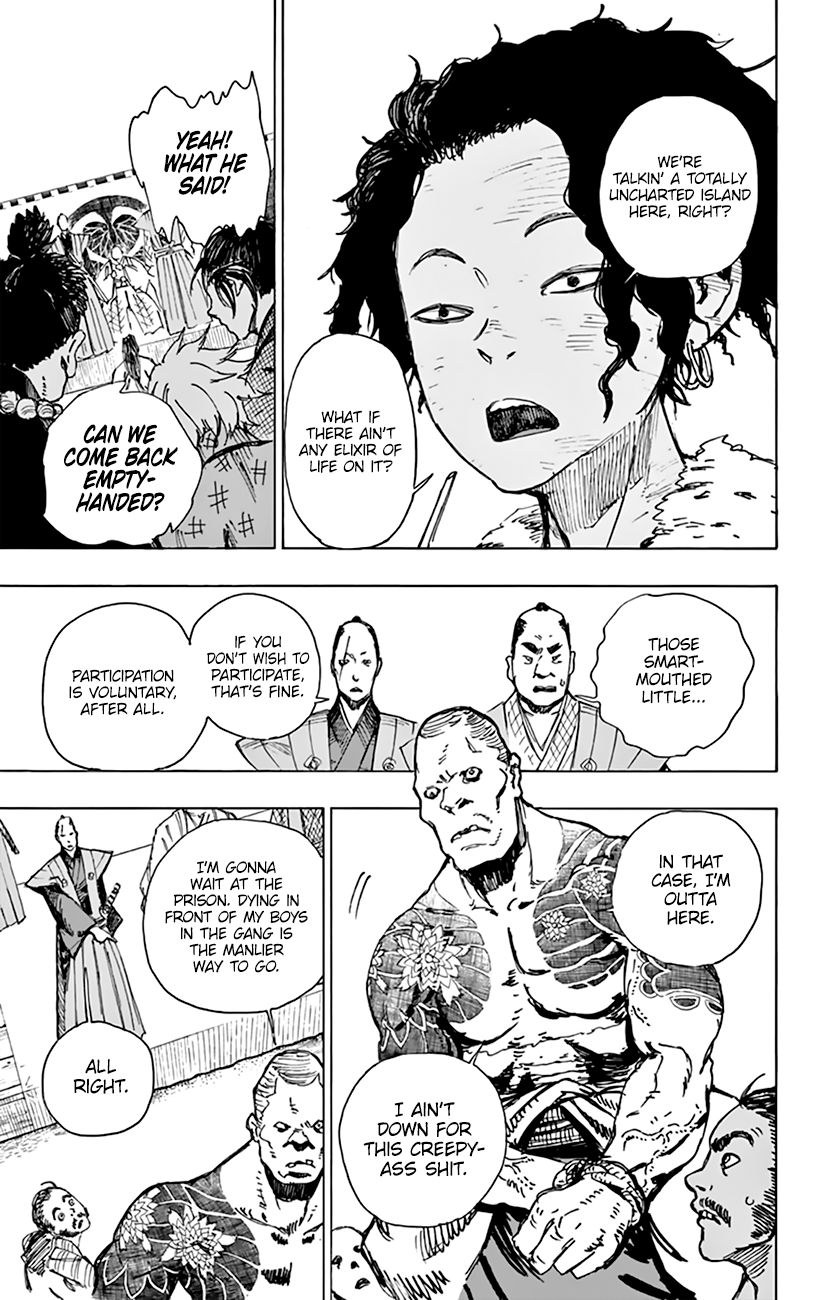 WE'RE
TALKIN' A TOTALLY
UNCHARTED ISLAND
HERE, RIGHT?
WHAT IF
THERE AIN'T
ANY ELIXIR OF
LIFE ON IT?
YEAH!
WHAT HE
SAID!
CAN WE
COME BACK
EMPTY-
HANDED?
THOSE
SMART-
MOUTHED
LITTLE...
IF YOU
DON'T WISH TO
PARTICIPATE,
THAT'S FINE.
PARTICIPATION
IS VOLUNTARY,
AFTER ALL.
IN THAT
CASE, I'M
OUTTA
HERE.
I AIN'T
DOWN FOR
THIS CREEPY-
ASS SHIT.
I'M GONNA
WAIT AT THE
PRISON. DYING IN
FRONT OF MY BOYS
IN THE GANG IS
THE MANLIER
WAY TO GO.
ALL
RIGHT.